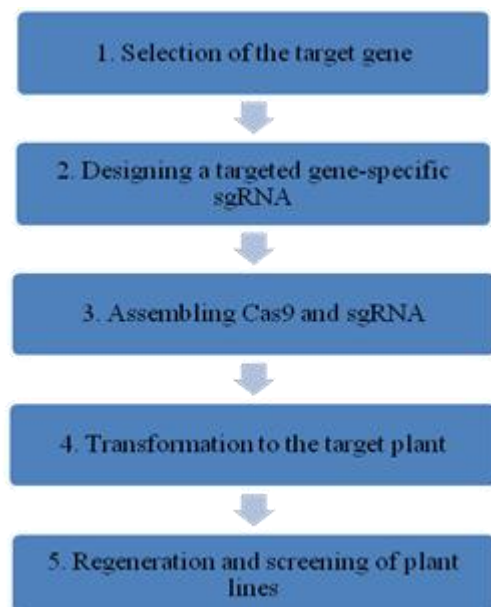 1. Selection of the target gene
2. Designing a targeted gene-specific
sgRNA
3. Assembling Cas9 and sgRNA
4. Transformation to the target plant
5. Regeneration and screening of plant
lines